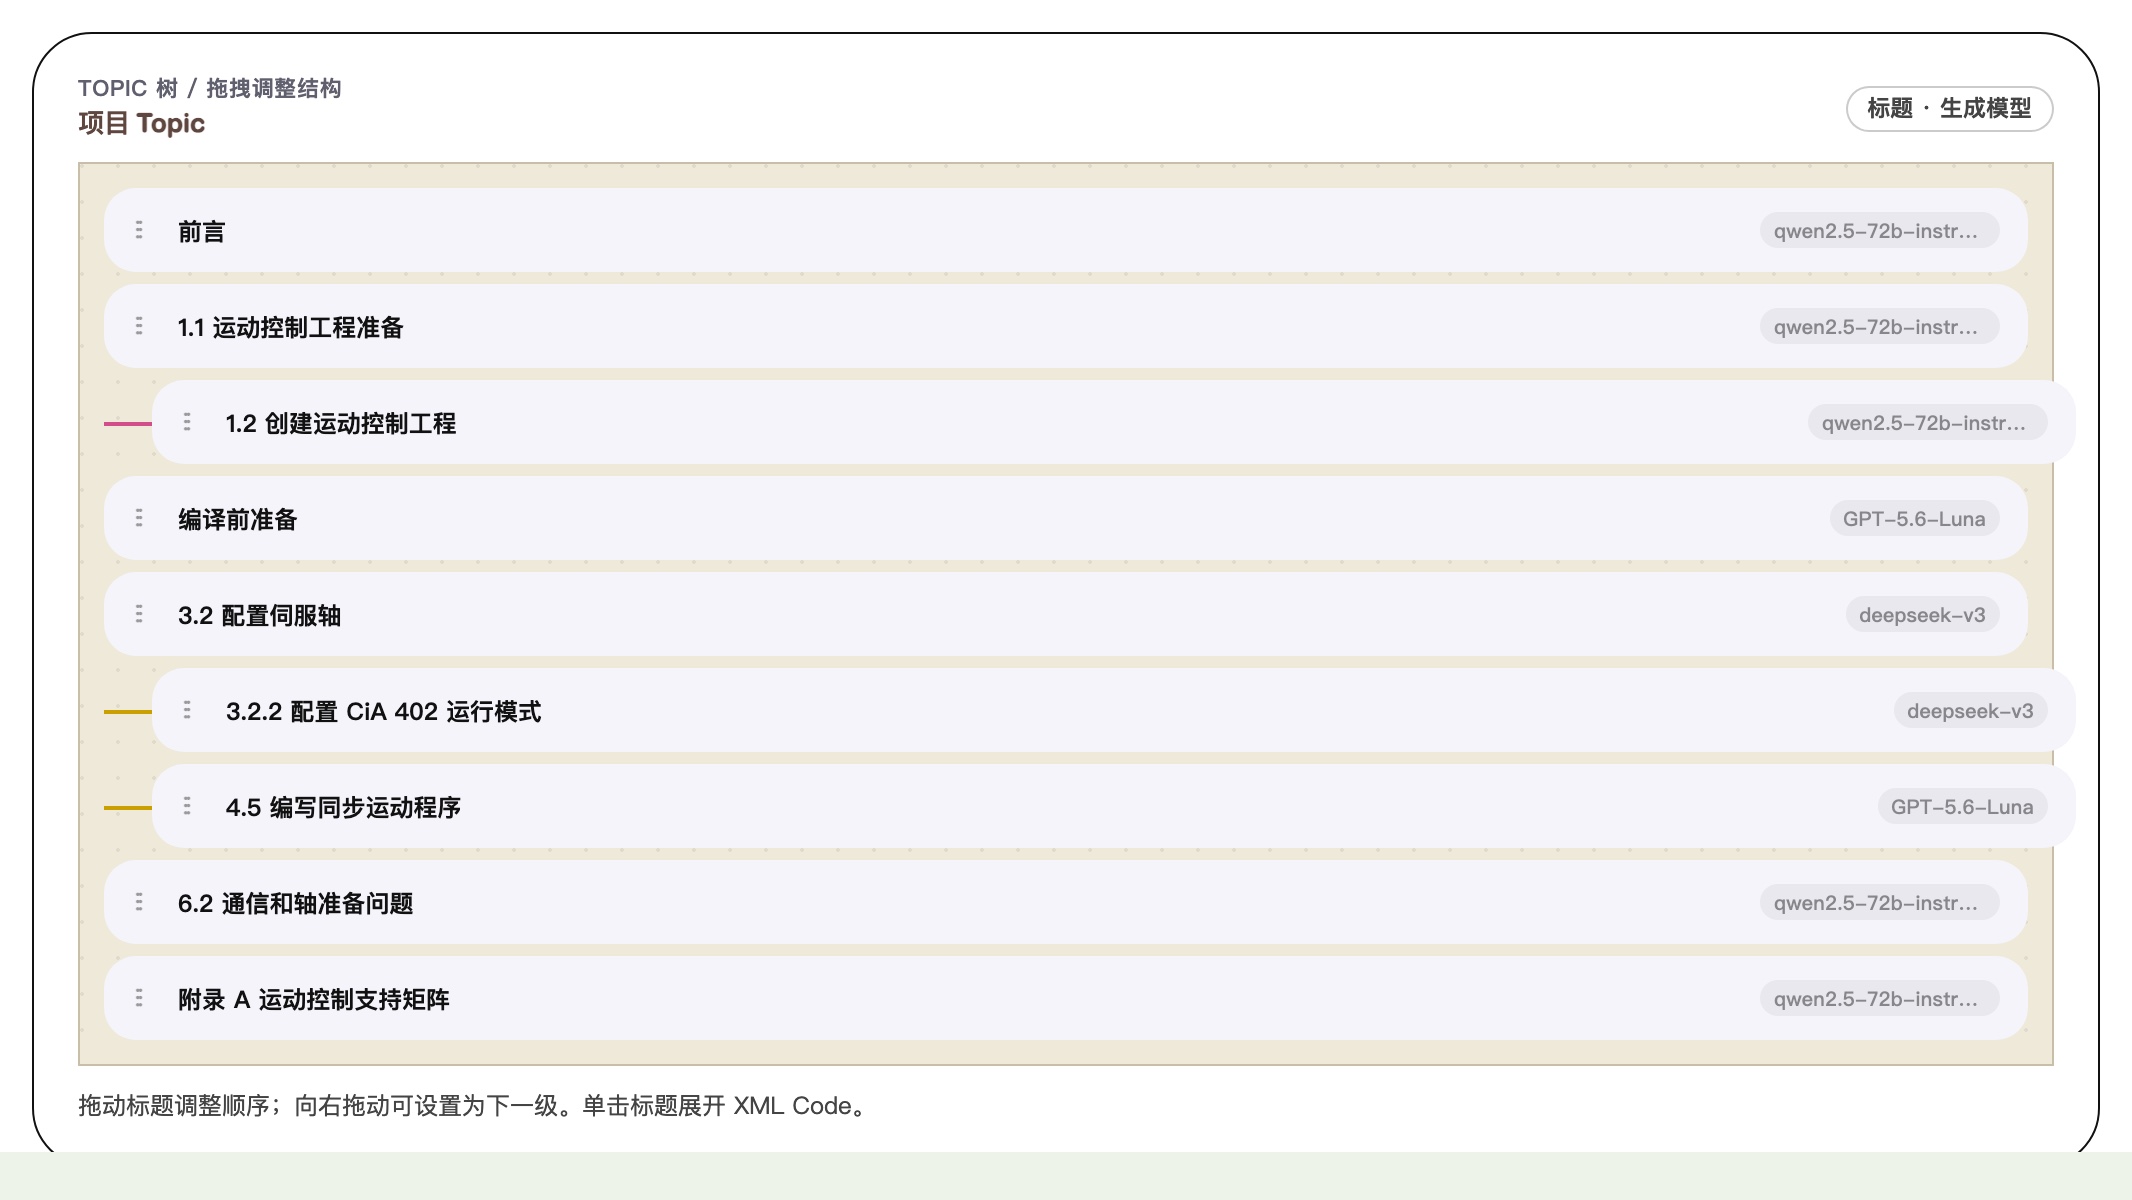 TOPIC 树 / 拖拽调整结构
项目 Topic
标题 · 生成模型
前言
qwen2.5-72b-instr...
1.1 运动控制工程准备
qwen2.5-72b-instr...
1.2 创建运动控制工程
qwen2.5-72b-instr...
编译前准备
GPT-5.6-Luna
3.2 配置伺服轴
deepseek-v3
3.2.2 配置 CiA 402 运行模式
deepseek-v3
4.5 编写同步运动程序
GPT-5.6-Luna
6.2 通信和轴准备问题
qwen2.5-72b-instr...
附录 A 运动控制支持矩阵
qwen2.5-72b-instr...
拖动标题调整顺序；向右拖动可设置为下一级。单击标题展开 XML Code。